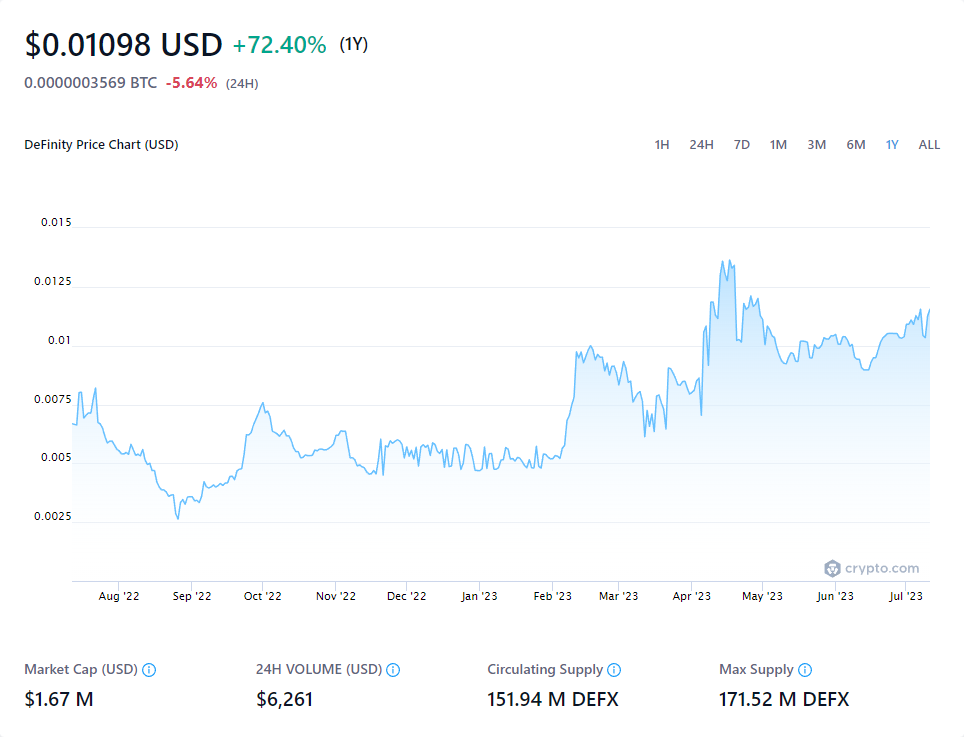 $0.01098 USD +72.40% (1Y)
0.0000003569 BTC -5.64% (24H)
DeFinity Price Chart (USD) 1H 24H 7D 1M 3M 6M 1Y ALL
0.015
0.0125
0.01
0.0075
0.005
0.0025
crypto.com
Aug '22 Sep '22 Oct '22 Nov '22 Dec '22 Jan '23 Feb '23 Mar '23 Apr '23 May '23 Jun '23 Jul '23
Market Cap (USD) 24H VOLUME (USD) Circulating Supply Max Supply
$1.67 M $6,261 151.94 M DEFX 171.52 M DEFX